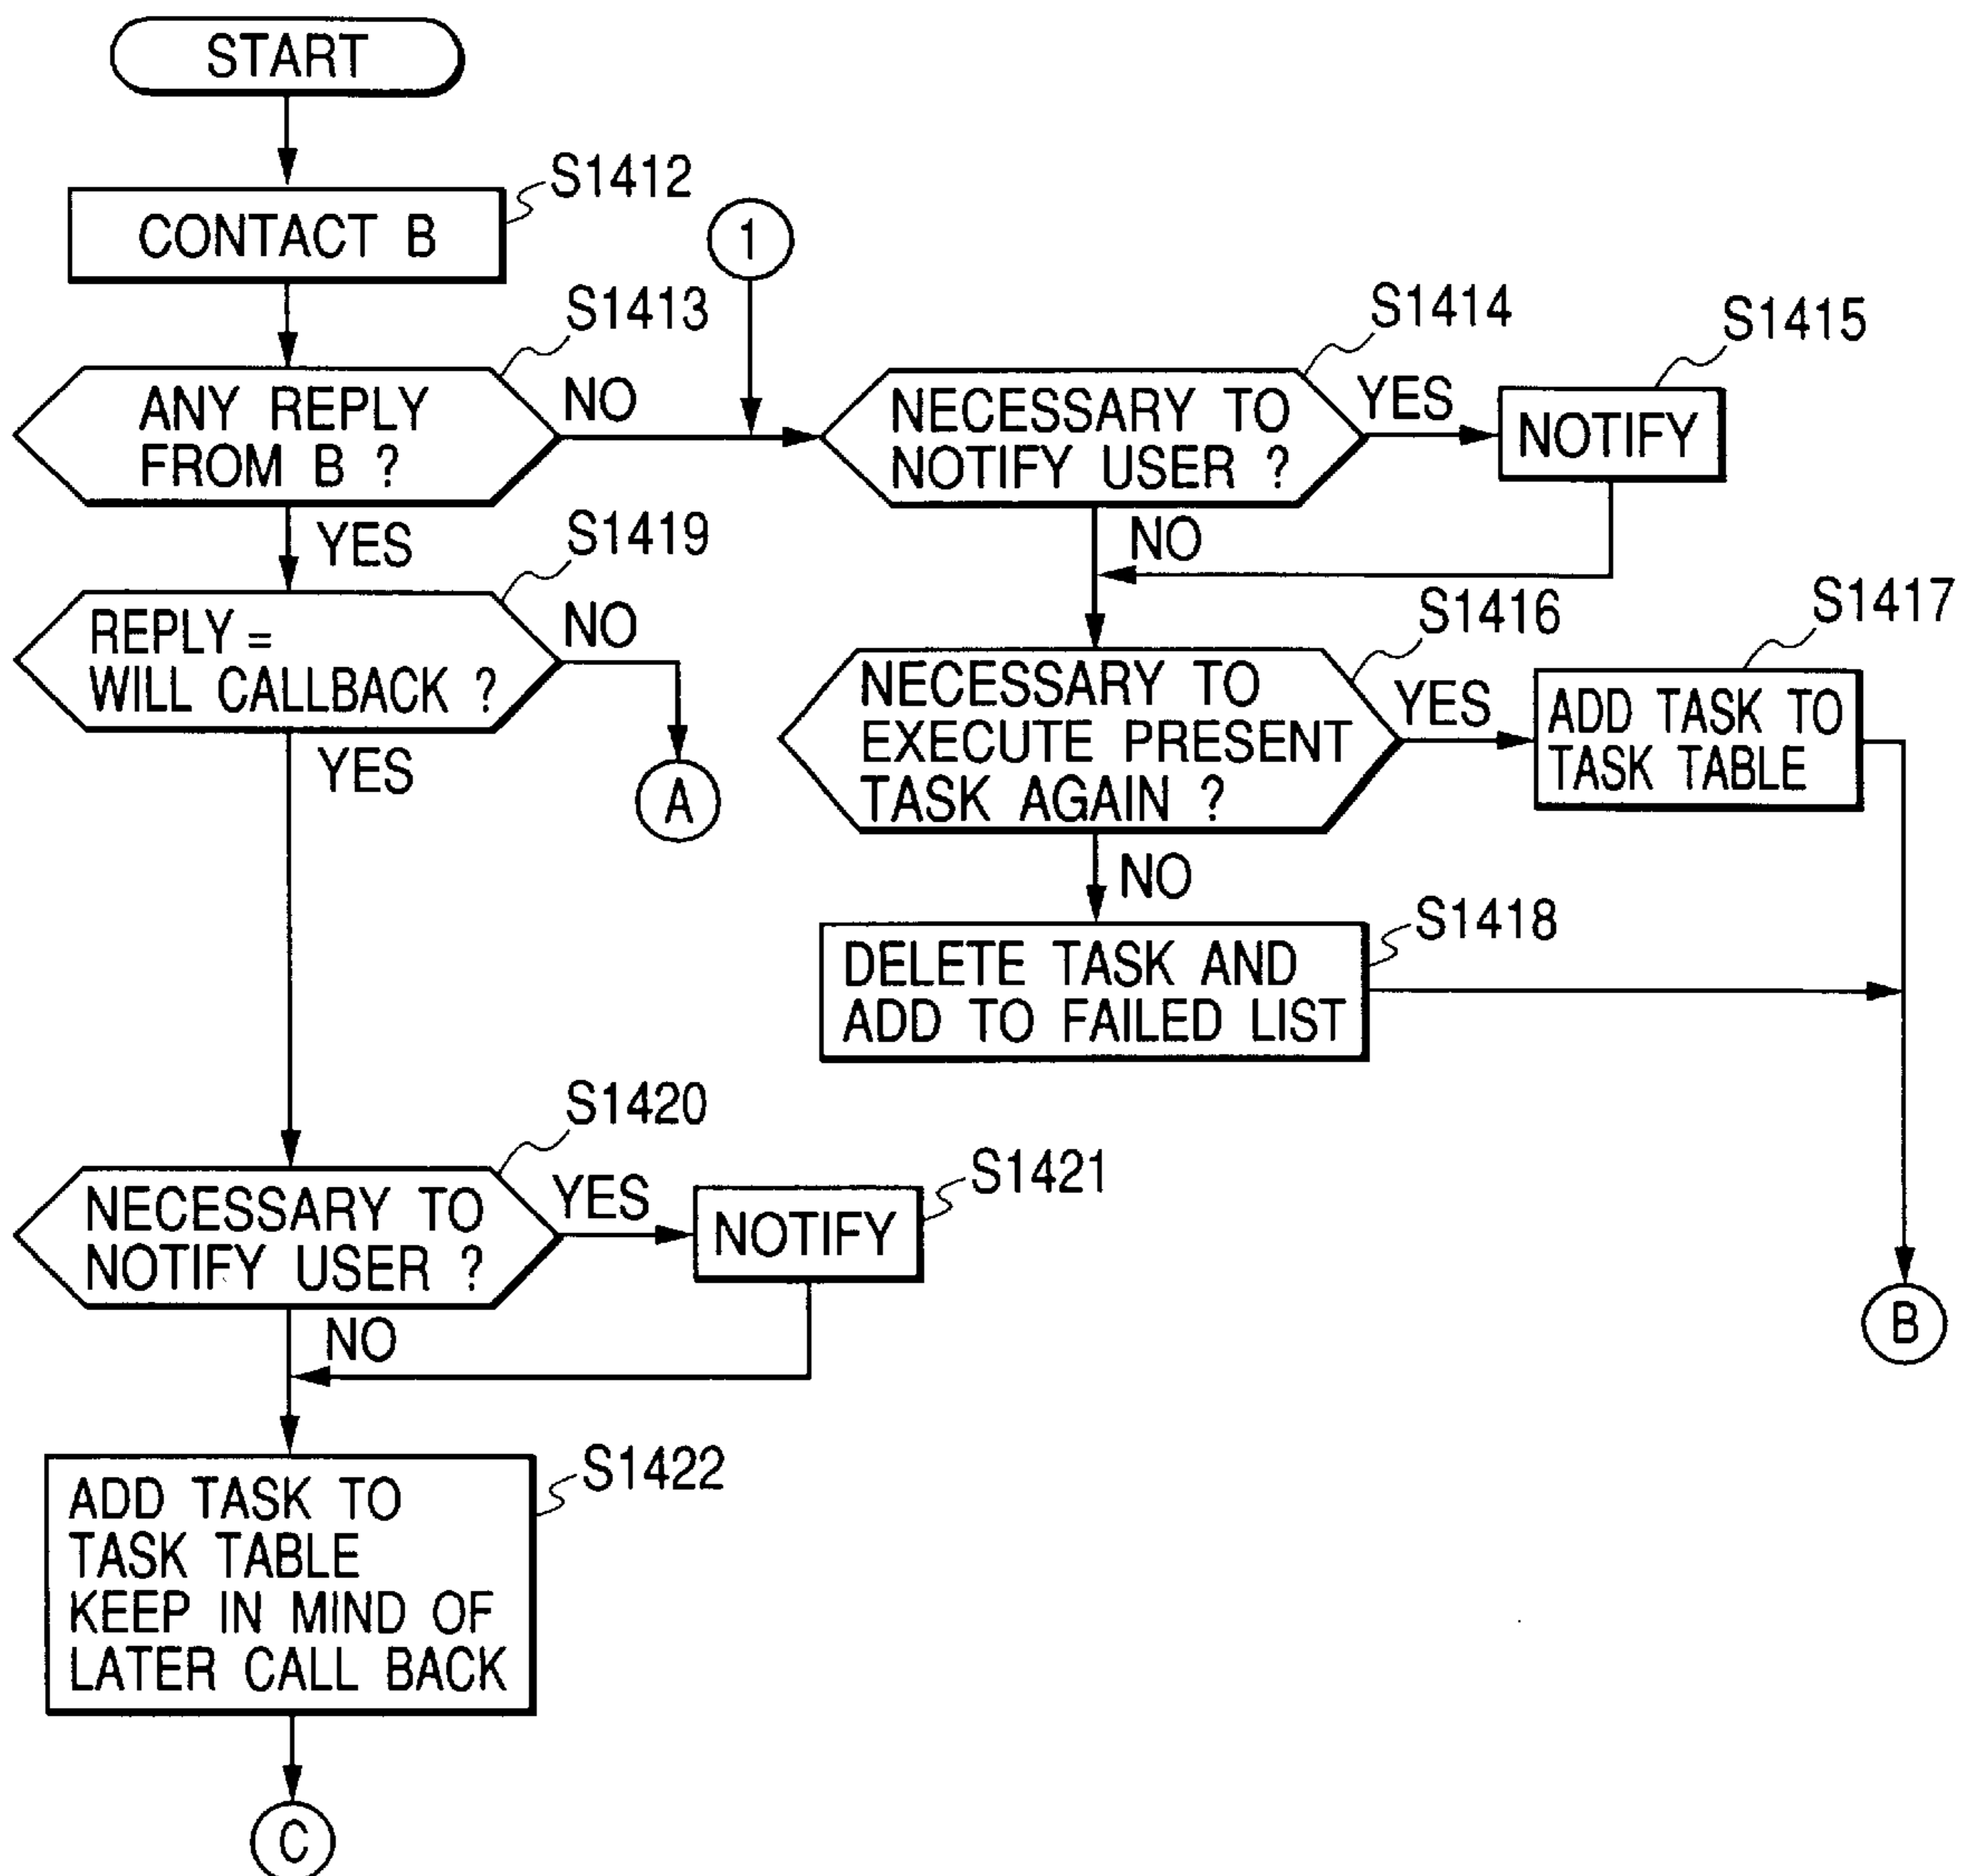 START
S1412
CONTACT B
1
S1413
ANY REPLY
FROM B ?
NO
S1414
NECESSARY TO
NOTIFY USER ?
YES
S1415
NOTIFY
YES
NO
S1419
REPLY =
WILL CALLBACK ?
NO
A
YES
S1416
NECESSARY TO
EXECUTE PRESENT
TASK AGAIN ?
YES
S1417
ADD TASK TO
TASK TABLE
NO
S1418
DELETE TASK AND
ADD TO FAILED LIST
S1420
NECESSARY TO
NOTIFY USER ?
YES
S1421
NOTIFY
B
NO
S1422
ADD TASK TO
TASK TABLE
KEEP IN MIND OF
LATER CALL BACK
C